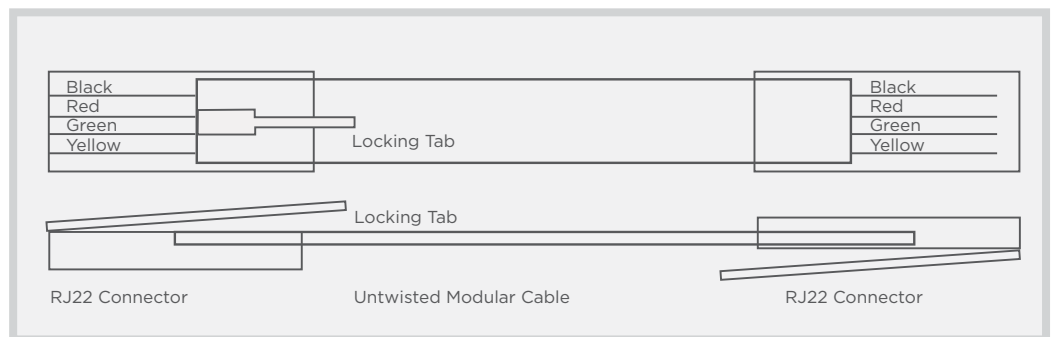 Black
Red
Green
Yellow
Locking Tab
Black
Red
Green
Yellow
Locking Tab
RJ22 Connector
Untwisted Modular Cable
RJ22 Connector